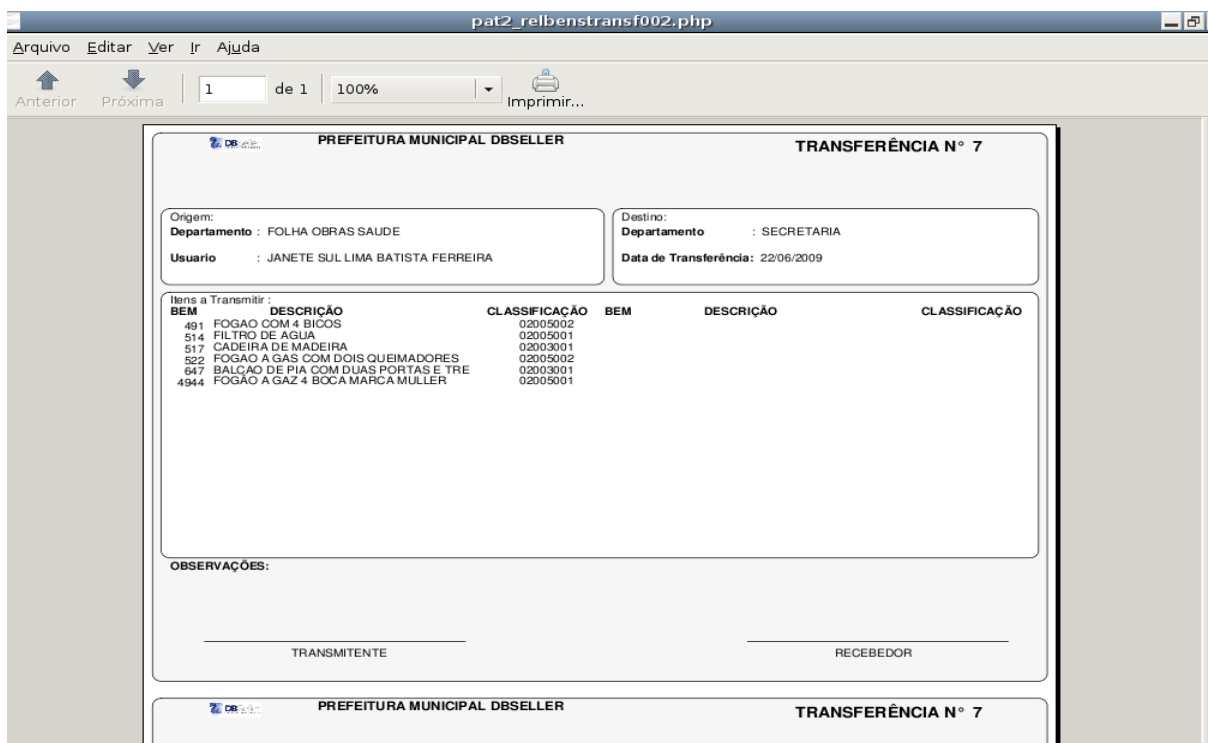 pat2_relbenstransf002.php
Arquivo Editar Ver Ir Ajuda
Anterior Próxima 1 de 1 100% Imprimir...
DB PREFEITURA MUNICIPAL DBSELLER TRANSFERÊNCIA N° 7
Origem: Destino:
Departamento : FOLHA OBRAS SAUDE Departamento : SECRETARIA
Usuario : JANETE SUL LIMA BATISTA FERREIRA Data de Transferência: 22/06/2009
Itens a Transmitir :
BEM DESCRIÇÃO CLASSIFICAÇÃO BEM DESCRIÇÃO CLASSIFICAÇÃO
491 FOGAO COM 4 BICOS 02005002
514 FILTRO DE AGUA 02005001
517 CADEIRA DE MADEIRA 02003001
522 FOGAO A GAS COM DOIS QUEIMADORES 02005002
647 BALÇAO DE PIA COM DUAS PORTAS E TRE 02003001
4944 FOGÃO A GAZ 4 BOCA MARCA MULLER 02005001
OBSERVAÇÕES:
TRANSMITENTE RECEBEDOR
DB PREFEITURA MUNICIPAL DBSELLER TRANSFERÊNCIA N° 7